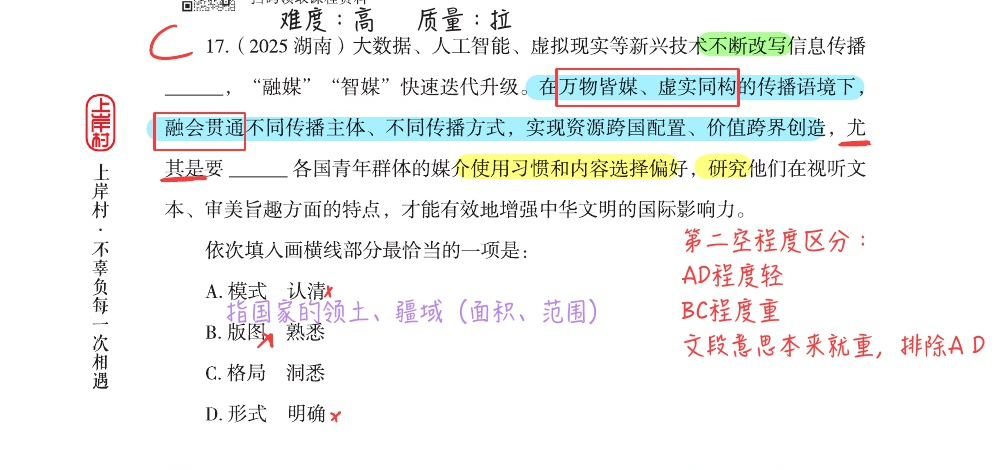 难度：高 质量：拉
C
17.（2025 湖南）大数据、人工智能、虚拟现实等新兴技术不断改写信息传播
______，“融媒”“智媒”快速迭代升级。在万物皆媒、虚实同构的传播语境下，
融会贯通不同传播主体、不同传播方式，实现资源跨国配置、价值跨界创造，尤
其是要 ______ 各国青年群体的媒介使用习惯和内容选择偏好，研究他们在视听文
本、审美旨趣方面的特点，才能有效地增强中华文明的国际影响力。
依次填入画横线部分最恰当的一项是：
A. 模式 认清
指国家的领土、疆域（面积、范围）
B. 版图 熟悉
C. 格局 洞悉
D. 形式 明确
第二空程度区分：
AD程度轻
BC程度重
文段意思本来就重，排除A D
上岸村
上岸村·不辜负每一次相遇